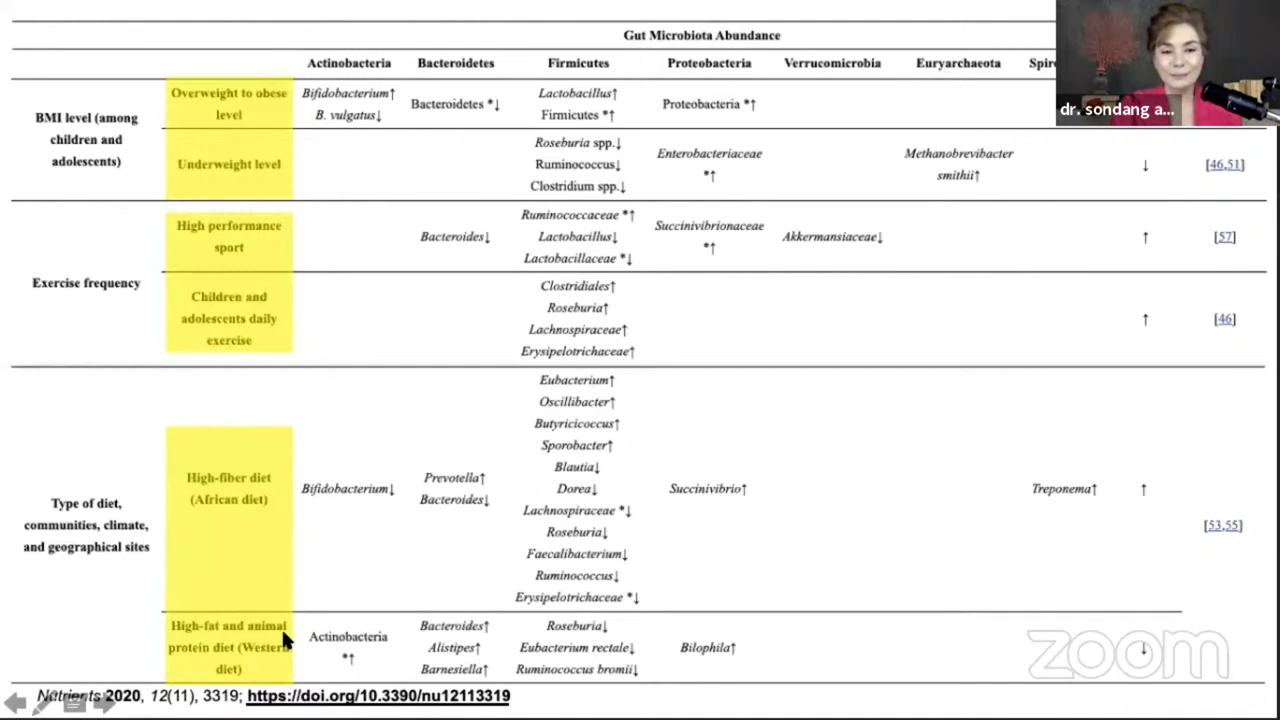 Gut Microbiota Abundance
Actinobacteria Bacteroidetes Firmicutes Proteobacteria Verrucomicrobia Euryarchaeota
BMI level (among
children and
adolescents)
Overweight to obese
level
Bifidobacterium↑
B. vulgatus↓
Bacteroidetes *↓
Lactobacillus↑
Firmicutes *↑
Proteobacteria *↑
Underweight level
Roseburia spp.↓
Ruminococcus↓
Clostridium spp.↓
Enterobacteriaceae
*↑
Methanobrevibacter
smithii↑
↓
[46,51]
Exercise frequency
High performance
sport
Bacteroides↓
Ruminococcaceae *↑
Lactobacillus↓
Lactobacillaceae *↓
Succinivibrionaceae
*↑
Akkermansiaceae↓
↑
[57]
Children and
adolescents daily
exercise
Clostridiales↑
Roseburia↑
Lachnospiraceae↑
Erysipelotrichaceae↑
↑
[46]
Type of diet,
communities, climate,
and geographical sites
High-fiber diet
(African diet)
Bifidobacterium↓
Prevotella↑
Bacteroides↓
Eubacterium↑
Oscillibacter↑
Butyricicoccus↑
Sporobacter↑
Blautia↓
Dorea↓
Lachnospiraceae *↓
Roseburia↓
Faecalibacterium↓
Ruminococcus↓
Erysipelotrichaceae *↓
Succinivibrio↑
Treponema↑
↑
[53,55]
High-fat and animal
protein diet (Western
diet)
Actinobacteria
*↑
Bacteroides↑
Alistipes↑
Barnesiella↑
Roseburia↓
Eubacterium rectale↓
Ruminococcus bromii↓
Bilophila↑
↓
Nutrients 2020, 12(11), 3319; https://doi.org/10.3390/nu12113319
dr. sondang a...
zoom